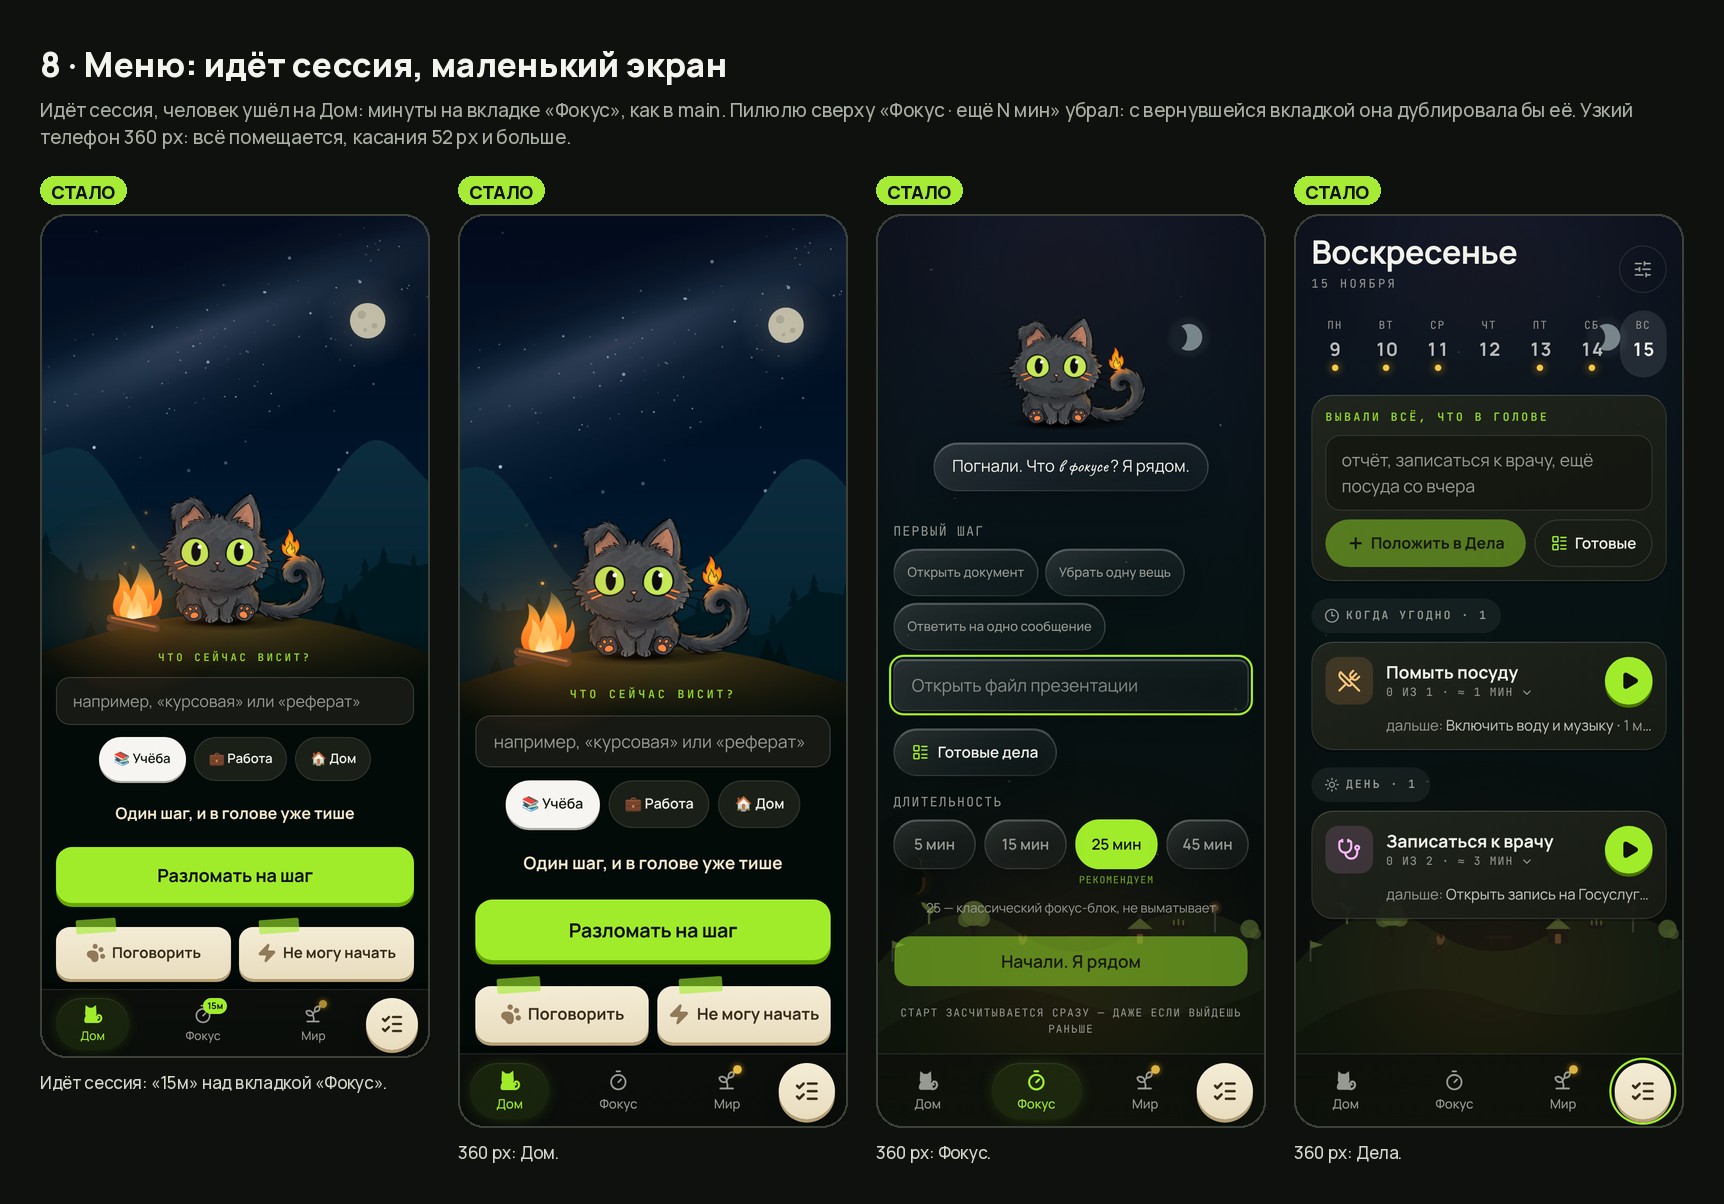 8 · Меню: идёт сессия, маленький экран
Идёт сессия, человек ушёл на Дом: минуты на вкладке «Фокус», как в main. Пилюлю сверху «Фокус · ещё N мин» убрал: с вернувшейся вкладкой она дублировала бы её. Узкий
телефон 360 px: всё помещается, касания 52 px и больше.
СТАЛО
ЧТО СЕЙЧАС ВИСИТ?
например, «курсовая» или «реферат»
Учёба
Работа
Дом
Один шаг, и в голове уже тише
Разломать на шаг
Поговорить
Не могу начать
15м
Дом
Фокус
Мир
Идёт сессия: «15м» над вкладкой «Фокус».
СТАЛО
ЧТО СЕЙЧАС ВИСИТ?
например, «курсовая» или «реферат»
Учёба
Работа
Дом
Один шаг, и в голове уже тише
Разломать на шаг
Поговорить
Не могу начать
Дом
Фокус
Мир
360 px: Дом.
СТАЛО
Погнали. Что в фокусе? Я рядом.
ПЕРВЫЙ ШАГ
Открыть документ
Убрать одну вещь
Ответить на одно сообщение
Открыть файл презентации
Готовые дела
ДЛИТЕЛЬНОСТЬ
5 мин
15 мин
25 мин
45 мин
РЕКОМЕНДУЕМ
25 — классический фокус-блок, не выматывает
Начали. Я рядом
СТАРТ ЗАСЧИТЫВАЕТСЯ СРАЗУ — ДАЖЕ ЕСЛИ ВЫЙДЕШЬ
РАНЬШЕ
Дом
Фокус
Мир
360 px: Фокус.
СТАЛО
Воскресенье
15 НОЯБРЯ
ПН ВТ СР ЧТ ПТ СБ ВС
9 10 11 12 13 14 15
ВЫВАЛИ ВСЁ, ЧТО В ГОЛОВЕ
отчёт, записаться к врачу, ещё
посуда со вчера
+ Положить в Дела
Готовые
КОГДА УГОДНО · 1
Помыть посуду
0 ИЗ 1 · ≈ 1 МИН
дальше: Включить воду и музыку · 1 м…
ДЕНЬ · 1
Записаться к врачу
0 ИЗ 2 · ≈ 3 МИН
дальше: Открыть запись на Госуслуг…
Дом
Фокус
Мир
360 px: Дела.